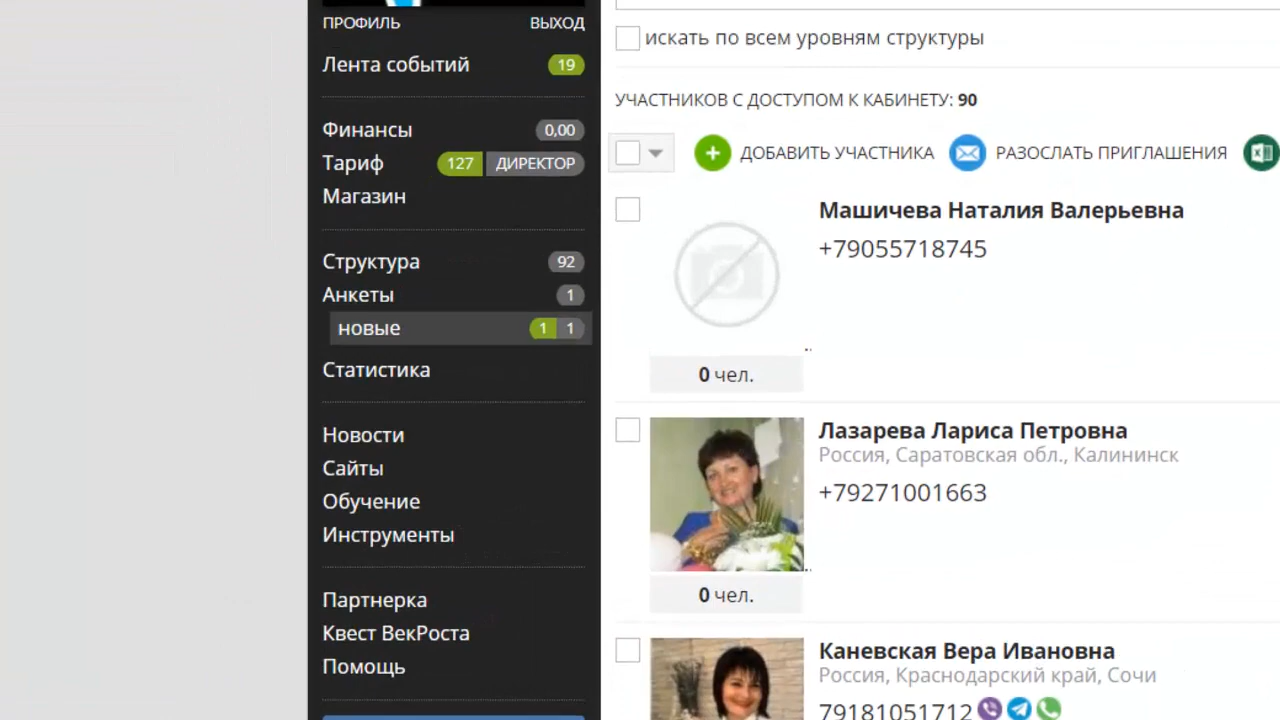 ПРОФИЛЬ ВЫХОД
Лента событий 19
Финансы 0,00
Тариф 127 ДИРЕКТОР
Магазин
Структура 92
Анкеты 1
новые 1 1
Статистика
Новости
Сайты
Обучение
Инструменты
Партнерка
Квест ВекРоста
Помощь
искать по всем уровням структуры
УЧАСТНИКОВ С ДОСТУПОМ К КАБИНЕТУ: 90
ДОБАВИТЬ УЧАСТНИКА РАЗОСЛАТЬ ПРИГЛАШЕНИЯ
Машичева Наталия Валерьевна
+79055718745
0 чел.
Лазарева Лариса Петровна
Россия, Саратовская обл., Калининск
+79271001663
0 чел.
Каневская Вера Ивановна
Россия, Краснодарский край, Сочи
79181051712